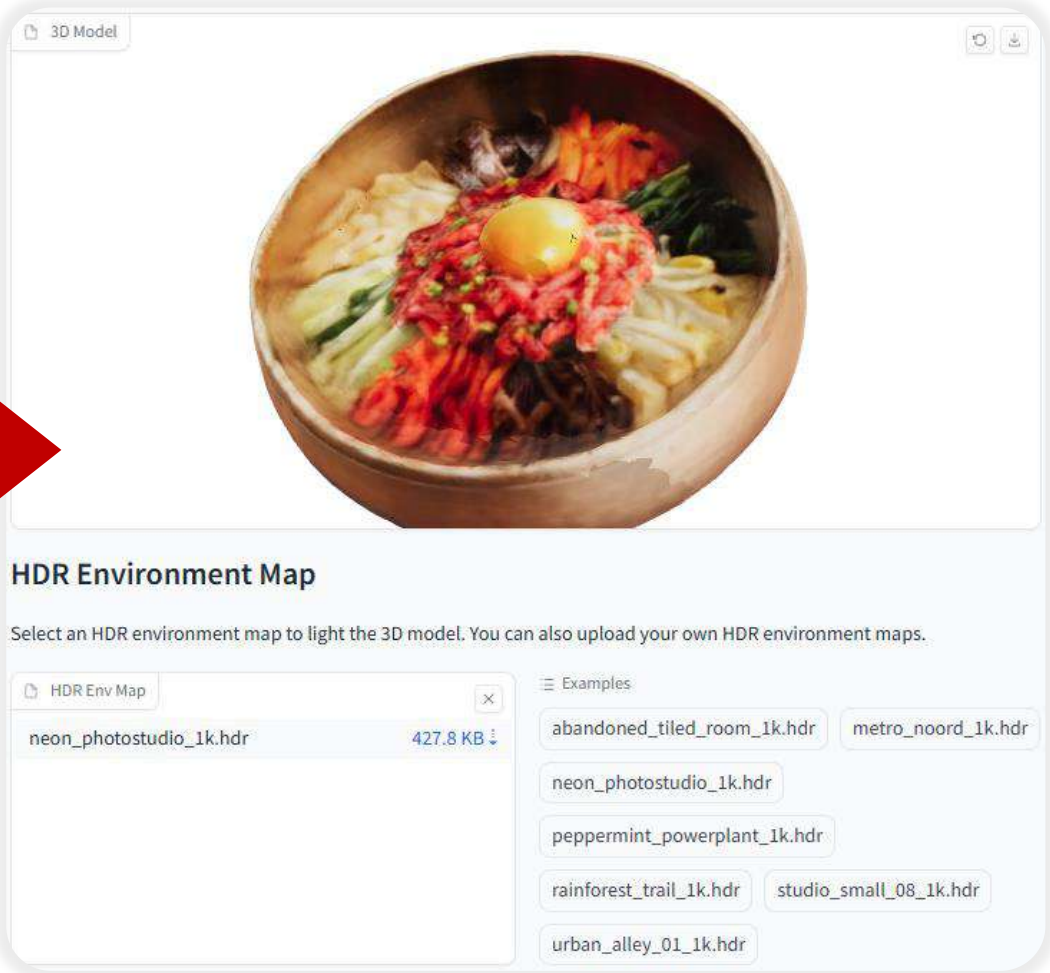 3D Model
HDR Environment Map
Select an HDR environment map to light the 3D model. You can also upload your own HDR environment maps.
HDR Env Map
neon_photostudio_1k.hdr 427.8 KB
Examples
abandoned_tiled_room_1k.hdr metro_noord_1k.hdr
neon_photostudio_1k.hdr
peppermint_powerplant_1k.hdr
rainforest_trail_1k.hdr studio_small_08_1k.hdr
urban_alley_01_1k.hdr